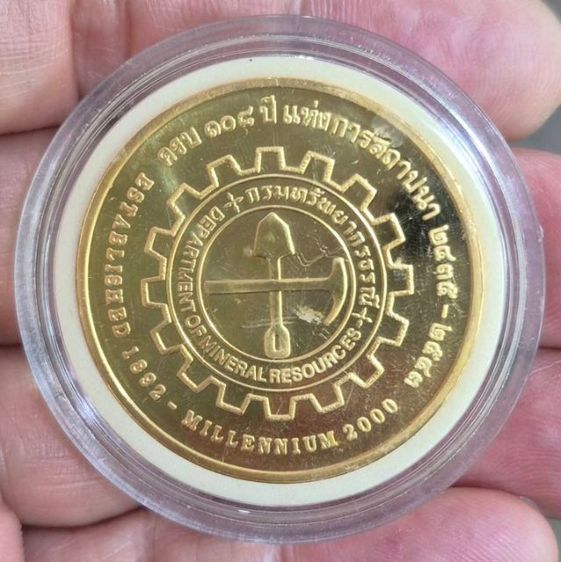 ครบ ๑๐๘ ปี แห่งการสถาปนา ๒๔๓๕ - ๒๕๔๓
ESTABLISHED 1892 - MILLENNIUM 2000
กรมทรัพยากรธรณี
DEPARTMENT OF MINERAL RESOURCES